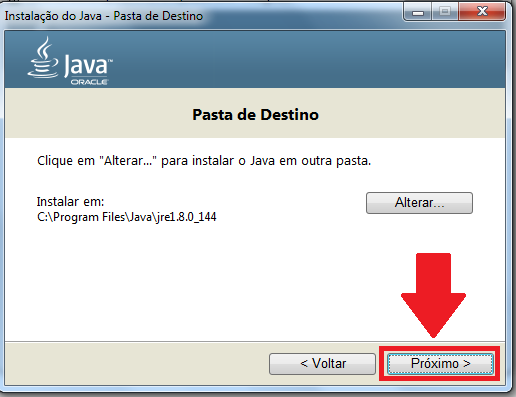 Instalação do Java - Pasta de Destino
Java™
ORACLE
Pasta de Destino
Clique em "Alterar..." para instalar o Java em outra pasta.
Instalar em:
Alterar...
C:\Program Files\Java\jre1.8.0_144
< Voltar
Próximo >